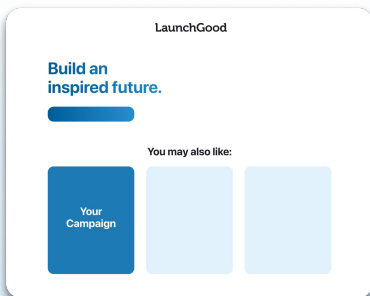 LaunchGood
Build an
inspired future.
You may also like:
Your
Campaign